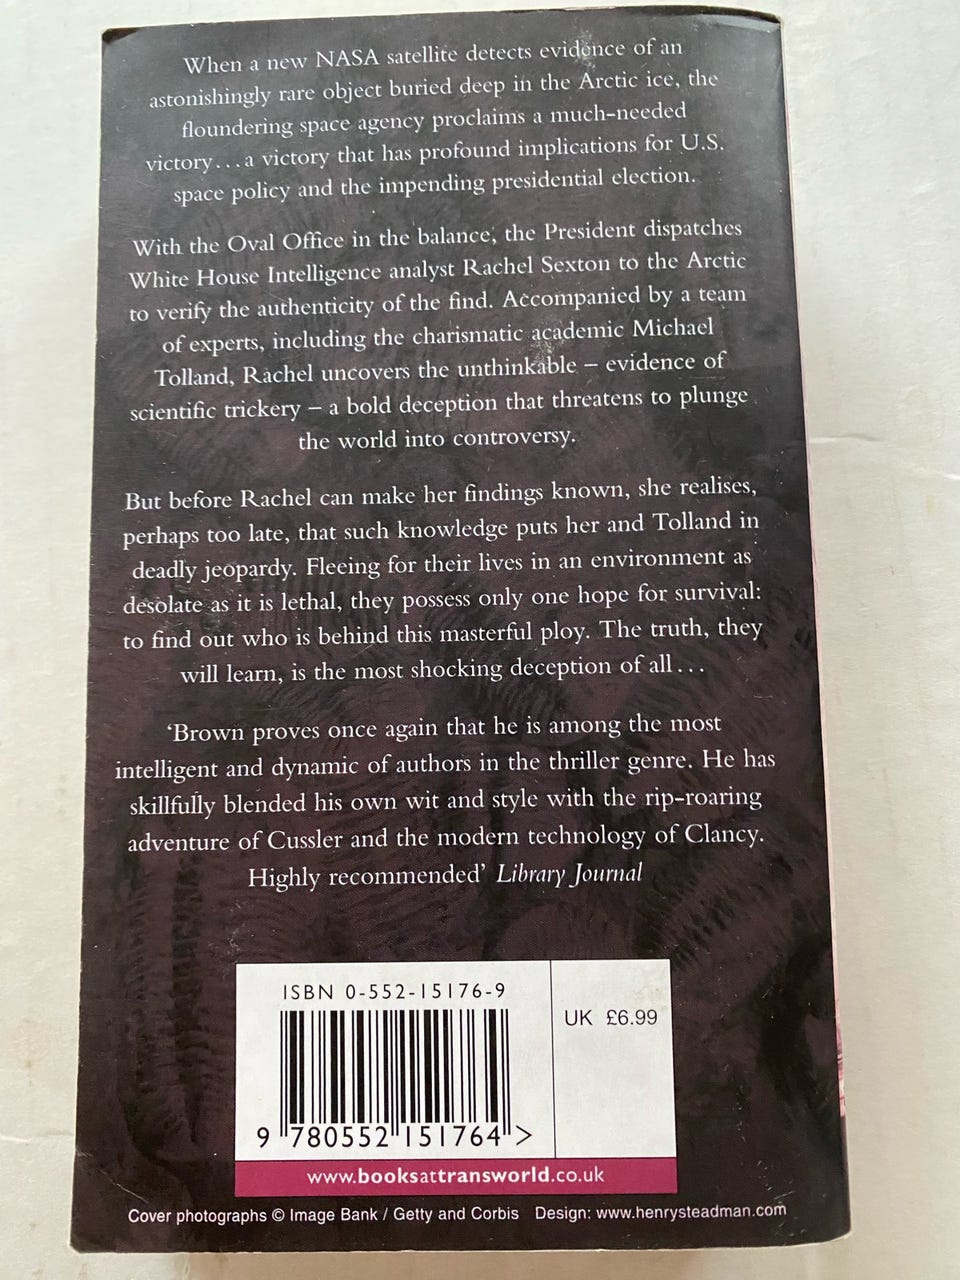 When a new NASA satellite detects evidence of an
astonishingly rare object buried deep in the Arctic ice, the
floundering space agency proclaims a much-needed
victory...a victory that has profound implications for U.S.
space policy and the impending presidential election.
With the Oval Office in the balance, the President dispatches
White House Intelligence analyst Rachel Sexton to the Arctic
to verify the authenticity of the find. Accompanied by a team
of experts, including the charismatic academic Michael
Tolland, Rachel uncovers the unthinkable – evidence of
scientific trickery – a bold deception that threatens to plunge
the world into controversy.
But before Rachel can make her findings known, she realises,
perhaps too late, that such knowledge puts her and Tolland in
deadly jeopardy. Fleeing for their lives in an environment as
desolate as it is lethal, they possess only one hope for survival:
to find out who is behind this masterful ploy. The truth, they
will learn, is the most shocking deception of all...
‘Brown proves once again that he is among the most
intelligent and dynamic of authors in the thriller genre. He has
skillfully blended his own wit and style with the rip-roaring
adventure of Cussler and the modern technology of Clancy.
Highly recommended’ Library Journal
ISBN 0-552-15176-9
UK £6.99
9 780552 151764 >
www.booksattransworld.co.uk
Cover photographs © Image Bank / Getty and Corbis Design: www.henrysteadman.com